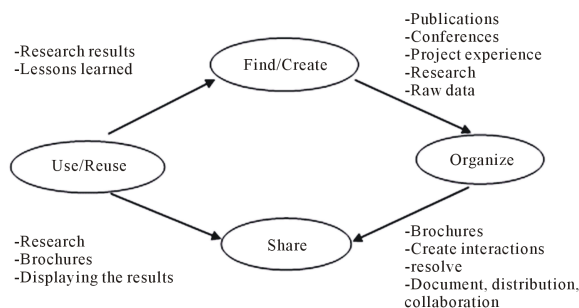 -Research results
-Lessons learned
Find/Create
-Publications
-Conferences
-Project experience
-Research
-Raw data
Use/Reuse
Organize
-Research
-Brochures
-Displaying the results
Share
-Brochures
-Create interactions
-resolve
-Document, distribution,
collaboration